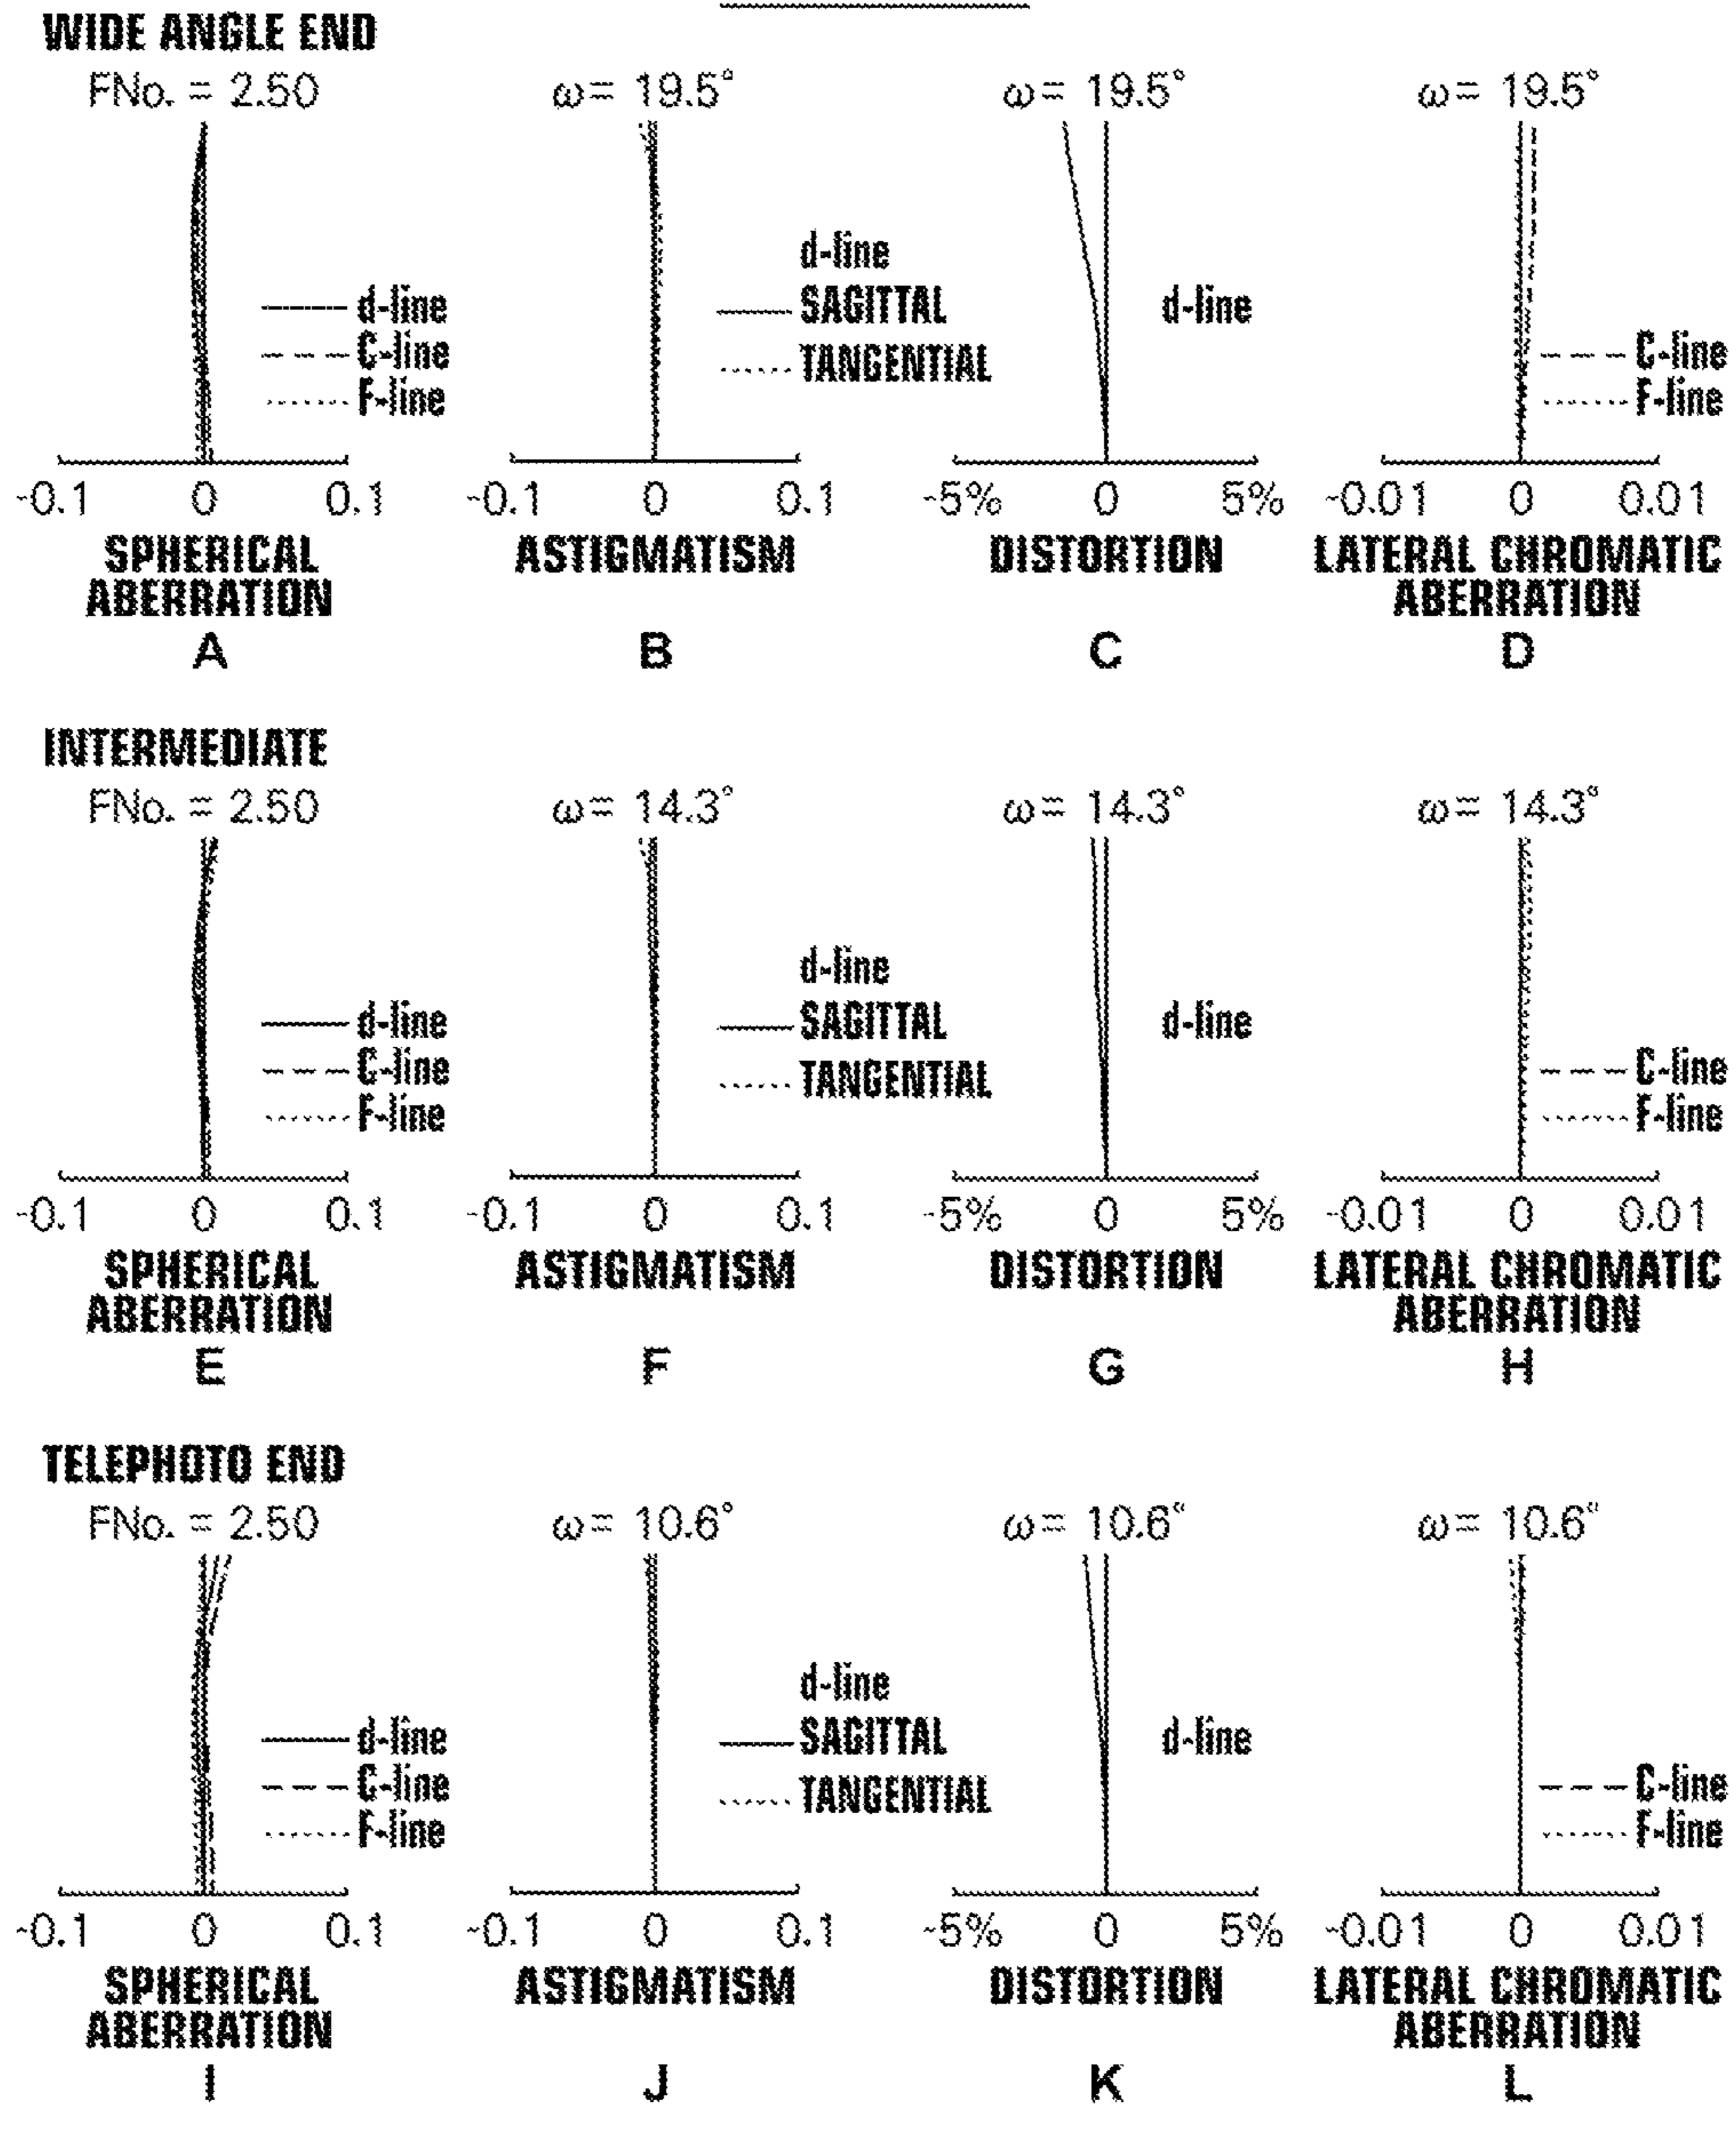 WIDE ANGLE END
FNo. = 2.50
ω = 19.5°
ω = 19.5°
ω = 19.5°
d-line
C-line
F-line
d-line
SAGITTAL
TANGENTIAL
d-line
C-line
F-line
-0.1 0 0.1
-0.1 0 0.1
-5% 0 5%
-0.01 0 0.01
SPHERICAL
ABERRATION
ASTIGMATISM
DISTORTION
LATERAL CHROMATIC
ABERRATION
A
B
C
D
INTERMEDIATE
FNo. = 2.50
ω = 14.3°
ω = 14.3°
ω = 14.3°
d-line
C-line
F-line
d-line
SAGITTAL
TANGENTIAL
d-line
C-line
F-line
-0.1 0 0.1
-0.1 0 0.1
-5% 0 5%
-0.01 0 0.01
SPHERICAL
ABERRATION
ASTIGMATISM
DISTORTION
LATERAL CHROMATIC
ABERRATION
E
F
G
H
TELEPHOTO END
FNo. = 2.50
ω = 10.6°
ω = 10.6°
ω = 10.6°
d-line
C-line
F-line
d-line
SAGITTAL
TANGENTIAL
d-line
C-line
F-line
-0.1 0 0.1
-0.1 0 0.1
-5% 0 5%
-0.01 0 0.01
SPHERICAL
ABERRATION
ASTIGMATISM
DISTORTION
LATERAL CHROMATIC
ABERRATION
I
J
K
L